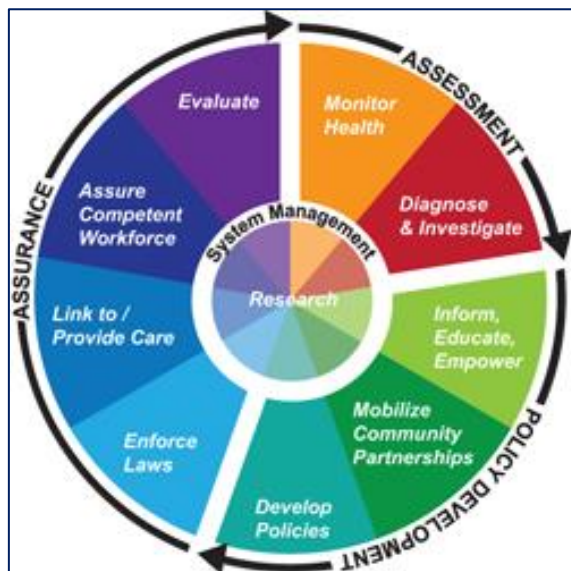 ASSESSMENT
Monitor
Health
Diagnose
& Investigate
POLICY DEVELOPMENT
Inform,
Educate,
Empower
Mobilize
Community
Partnerships
Develop
Policies
ASSURANCE
Enforce
Laws
Link to /
Provide Care
Assure
Competent
Workforce
Evaluate
System Management
Research